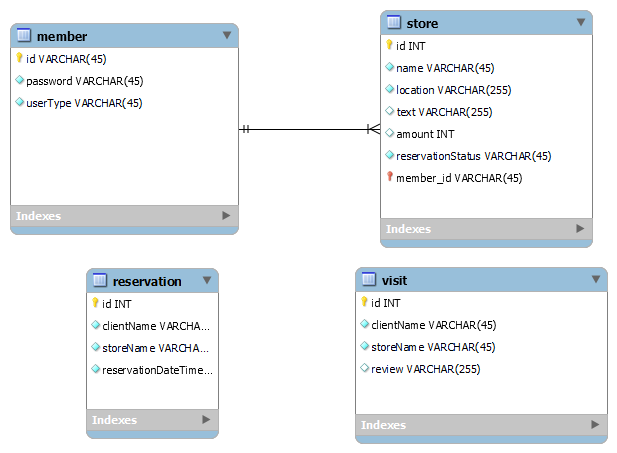 member
id VARCHAR(45)
password VARCHAR(45)
userType VARCHAR(45)
Indexes
store
id INT
name VARCHAR(45)
location VARCHAR(255)
text VARCHAR(255)
amount INT
reservationStatus VARCHAR(45)
member_id VARCHAR(45)
Indexes
reservation
id INT
clientName VARCHA...
storeName VARCHA...
reservationDateTime...
Indexes
visit
id INT
clientName VARCHAR(45)
storeName VARCHAR(45)
review VARCHAR(255)
Indexes